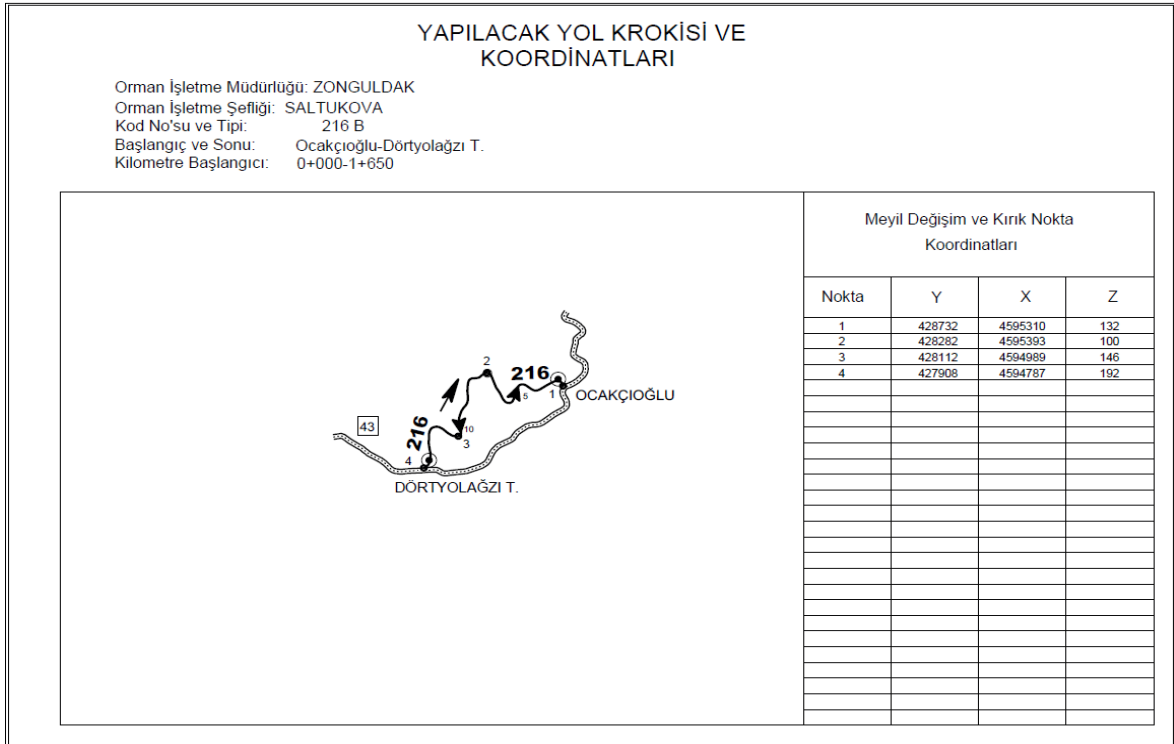 YAPILACAK YOL KROKİSİ VE
KOORDİNATLARI
Orman İşletme Müdürlüğü: ZONGULDAK
Orman İşletme Şefliği: SALTUKOVA
Kod No'su ve Tipi: 216 B
Başlangıç ve Sonu: Ocakçıoğlu-Dörtyolağzı T.
Kilometre Başlangıcı: 0+000-1+650
Meyil Değişim ve Kırık Nokta
Koordinatları
Nokta Y X Z
1 428732 4595310 132
2 428282 4595393 100
3 428112 4594989 146
4 427908 4594787 192
2
216
5
1
OCAKÇIOĞLU
43
216
10
3
4
DÖRTYOLAĞZI T.